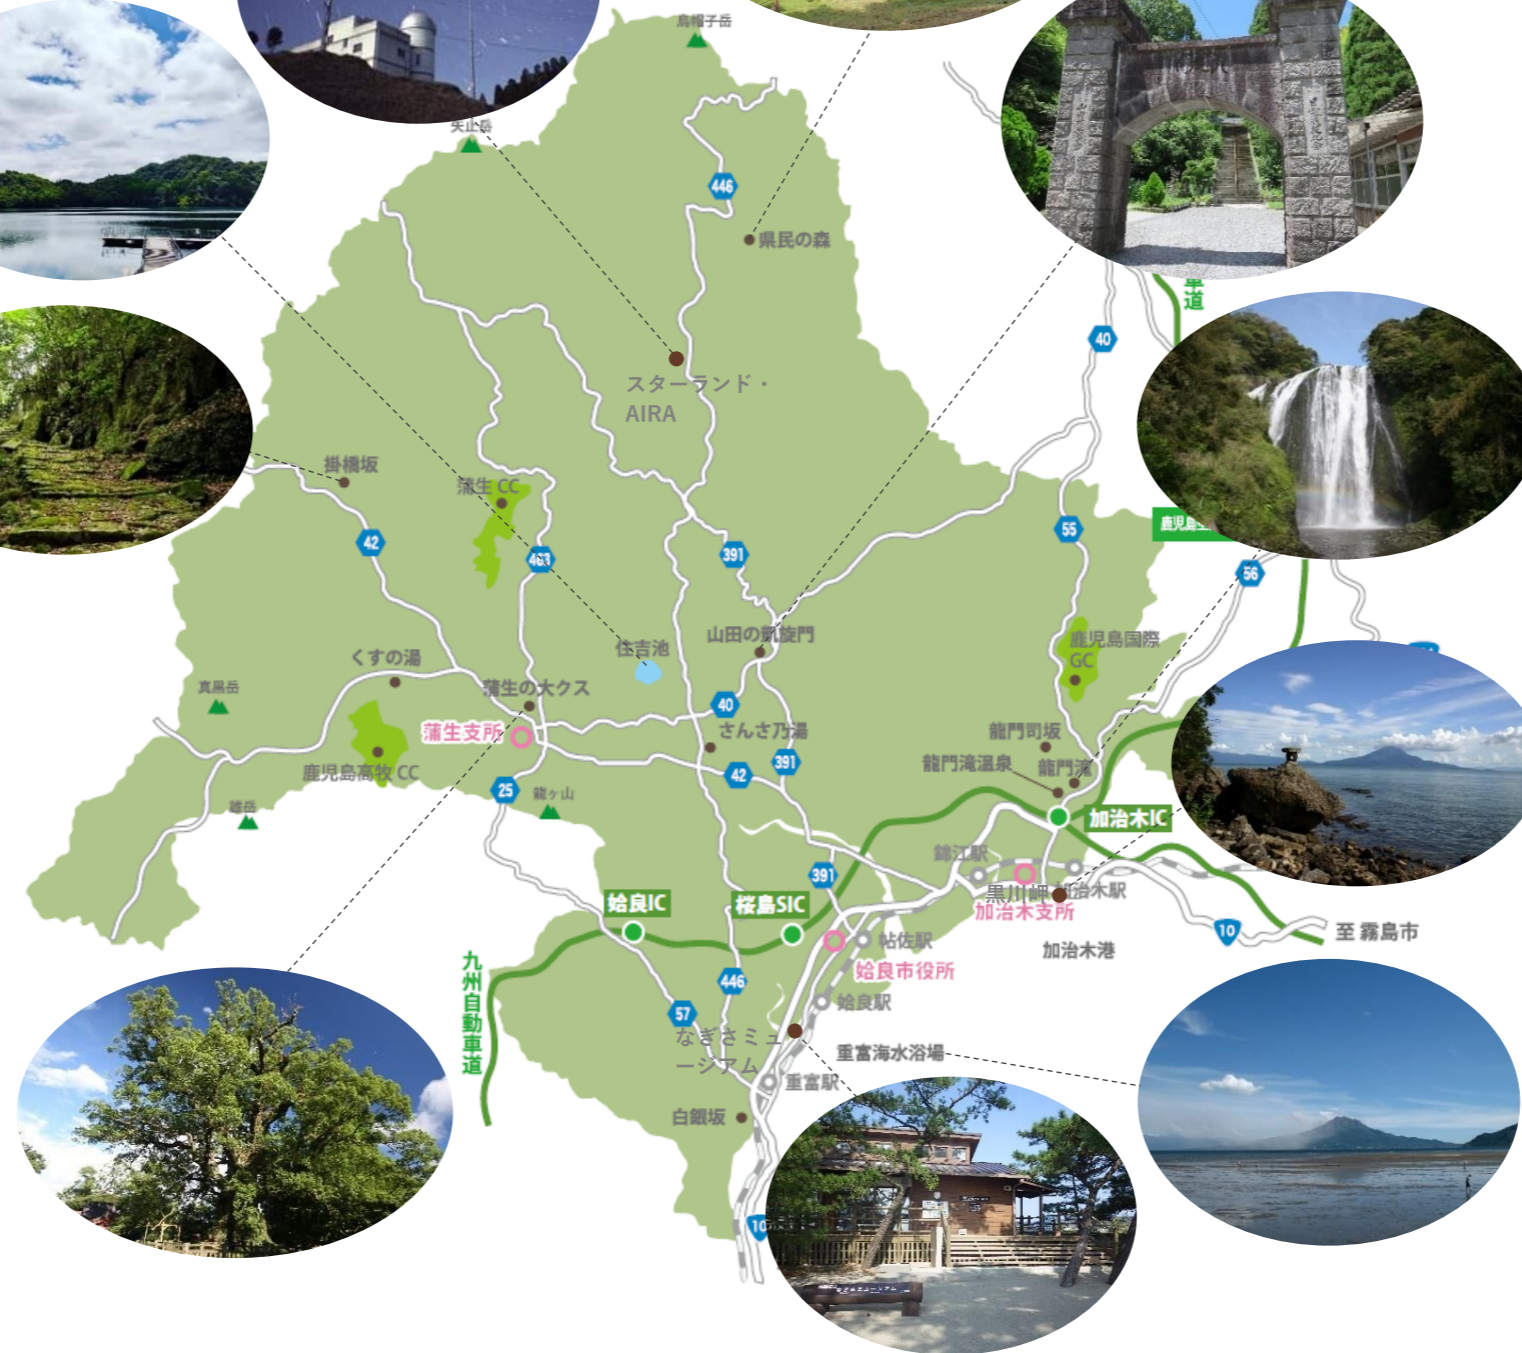 烏帽子岳
矢止岳
446
県民の森
車道
40
スターランド・
AIRA
掛橋坂
蒲生 CC
42
463
391
55
56
山田の凱旋門
住吉池
鹿児島国際
GC
くすの湯
真黒岳
蒲生の大クス
蒲生支所
40
さんさ乃湯
龍門司坂
龍門滝温泉
龍門滝
鹿児島高牧 CC
42
391
25
龍ヶ山
雄岳
加治木IC
錦江駅
391
黒川岬
加治木駅
加治木支所
姶良IC
桜島SIC
10
至 霧島市
帖佐駅
加治木港
九州自動車道
姶良市役所
446
姶良駅
57
なぎさミュ
ージアム
重富海水浴場
重富駅
白銀坂
10